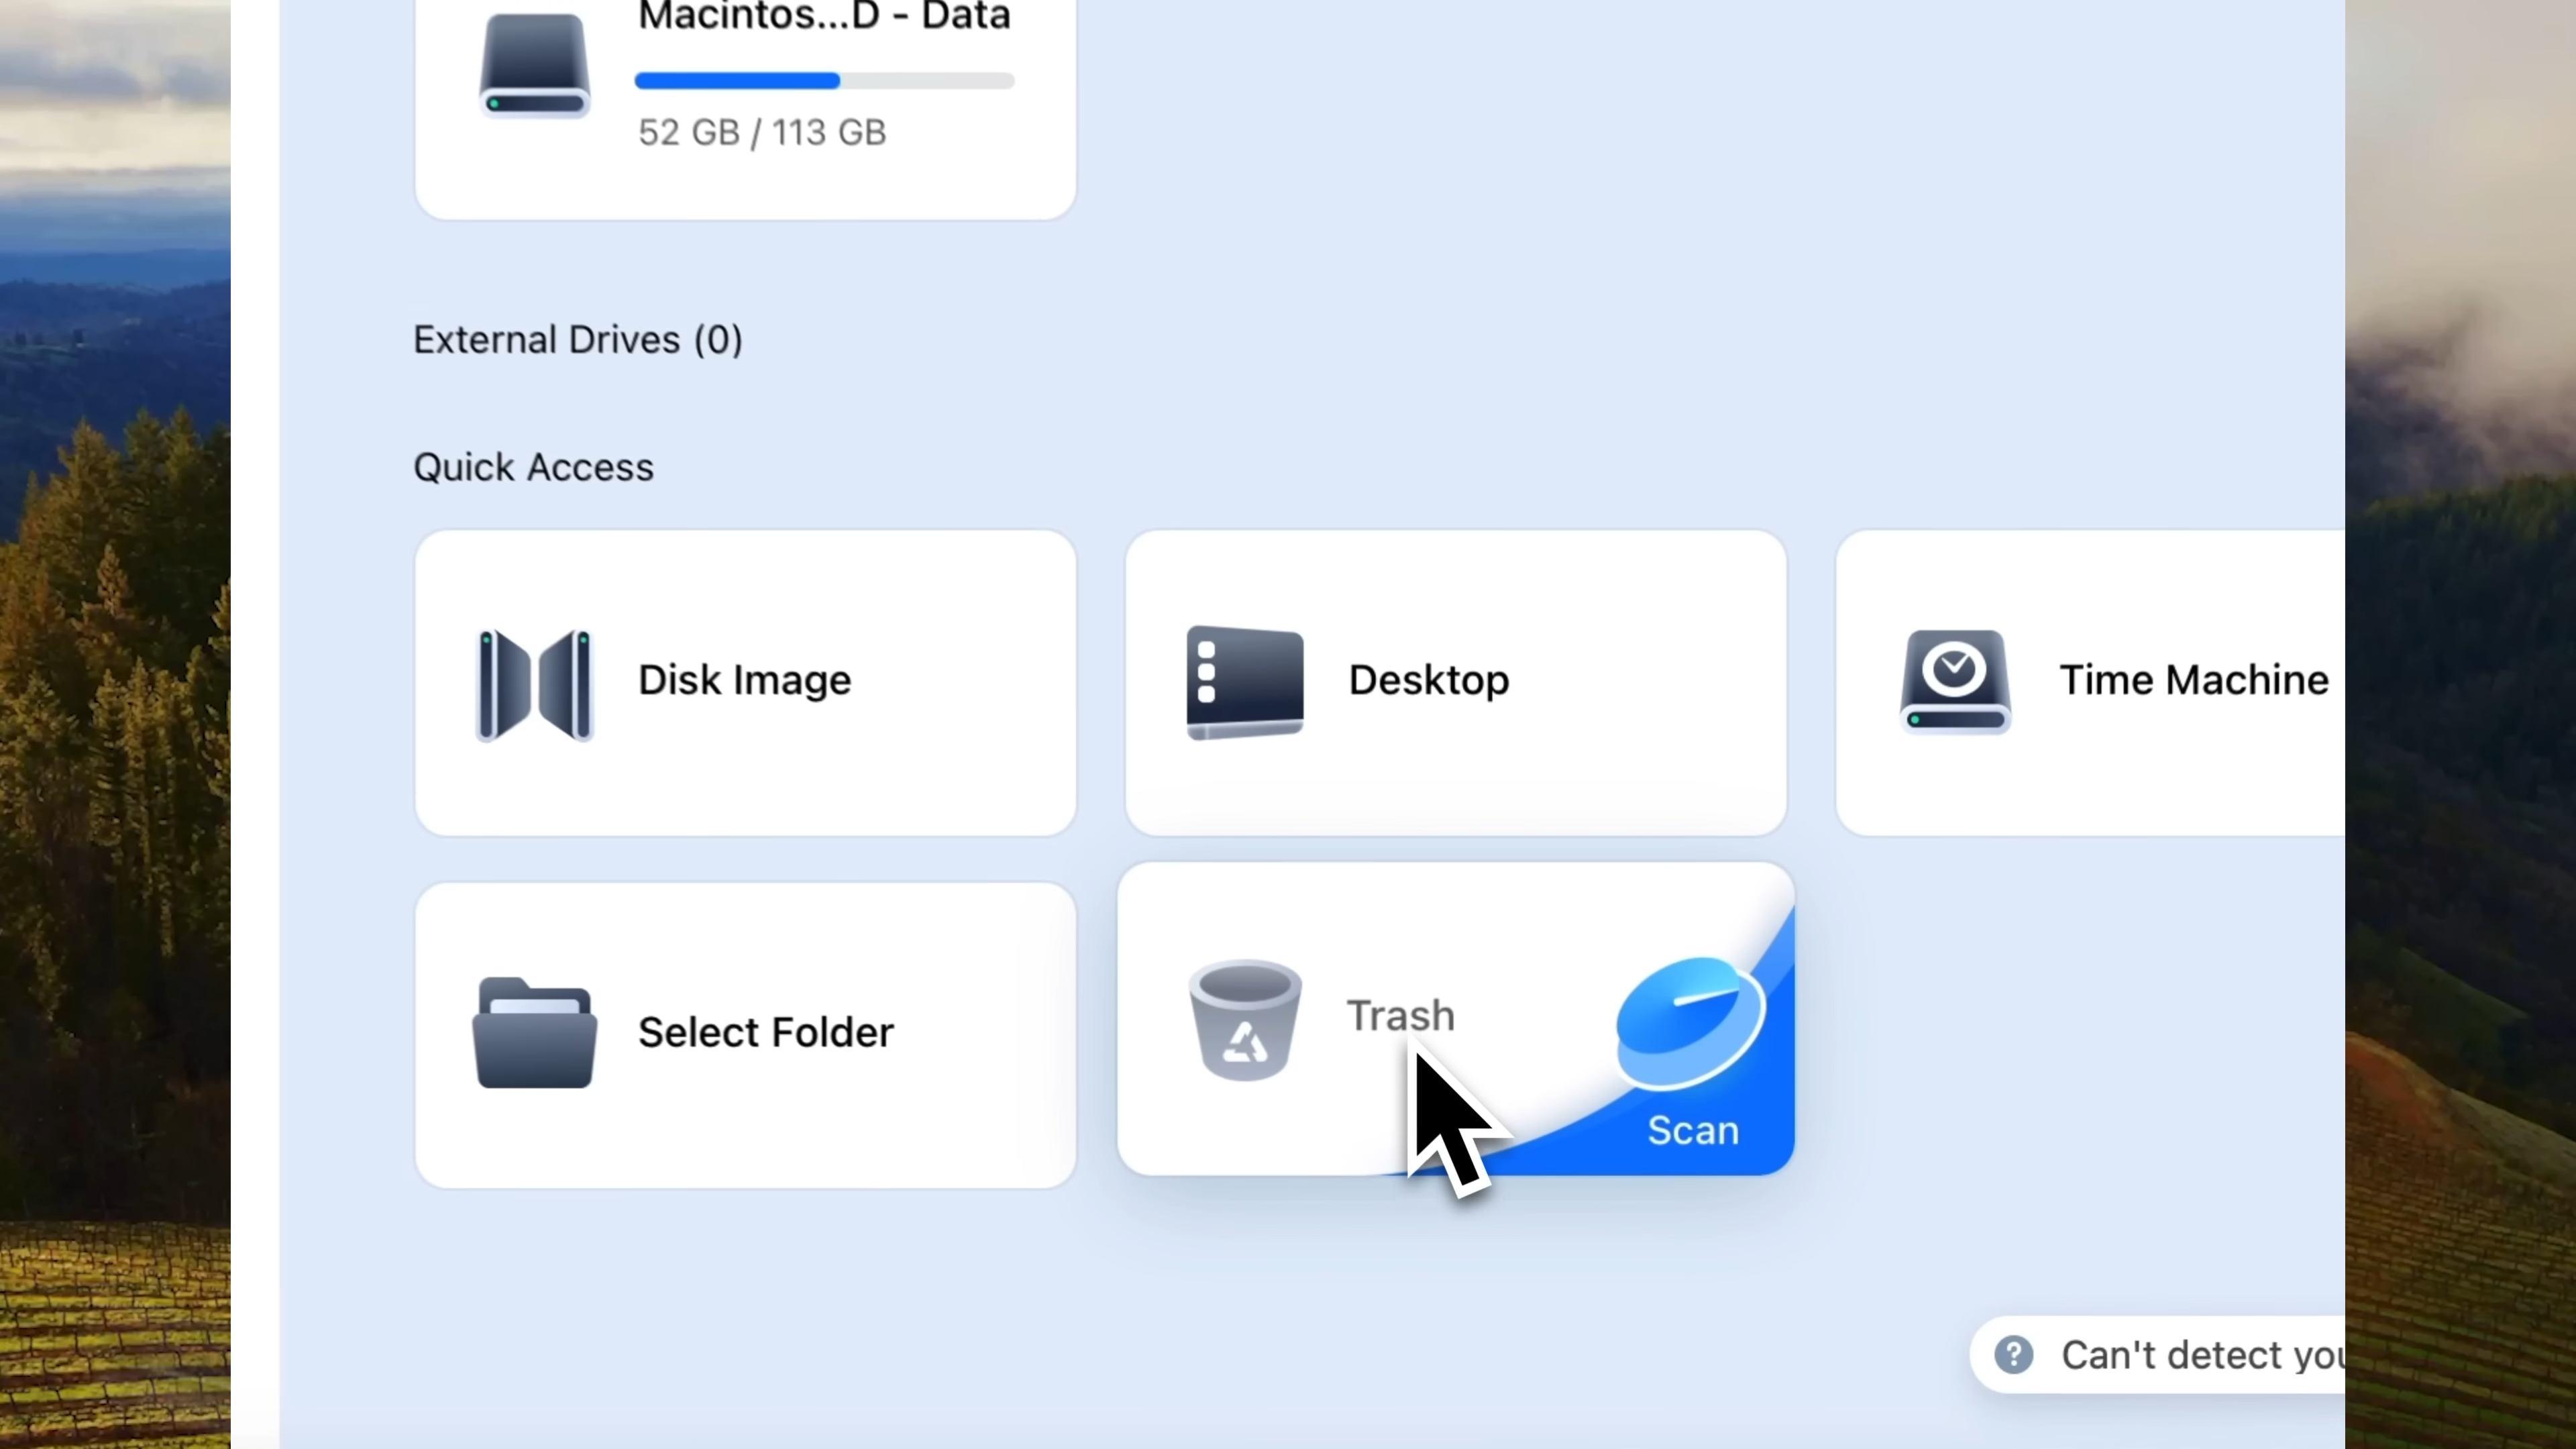 Macintos...D - Data
52 GB / 113 GB
External Drives (0)
Quick Access
Disk Image
Desktop
Time Machine
Select Folder
Trash
Scan
Can't detect